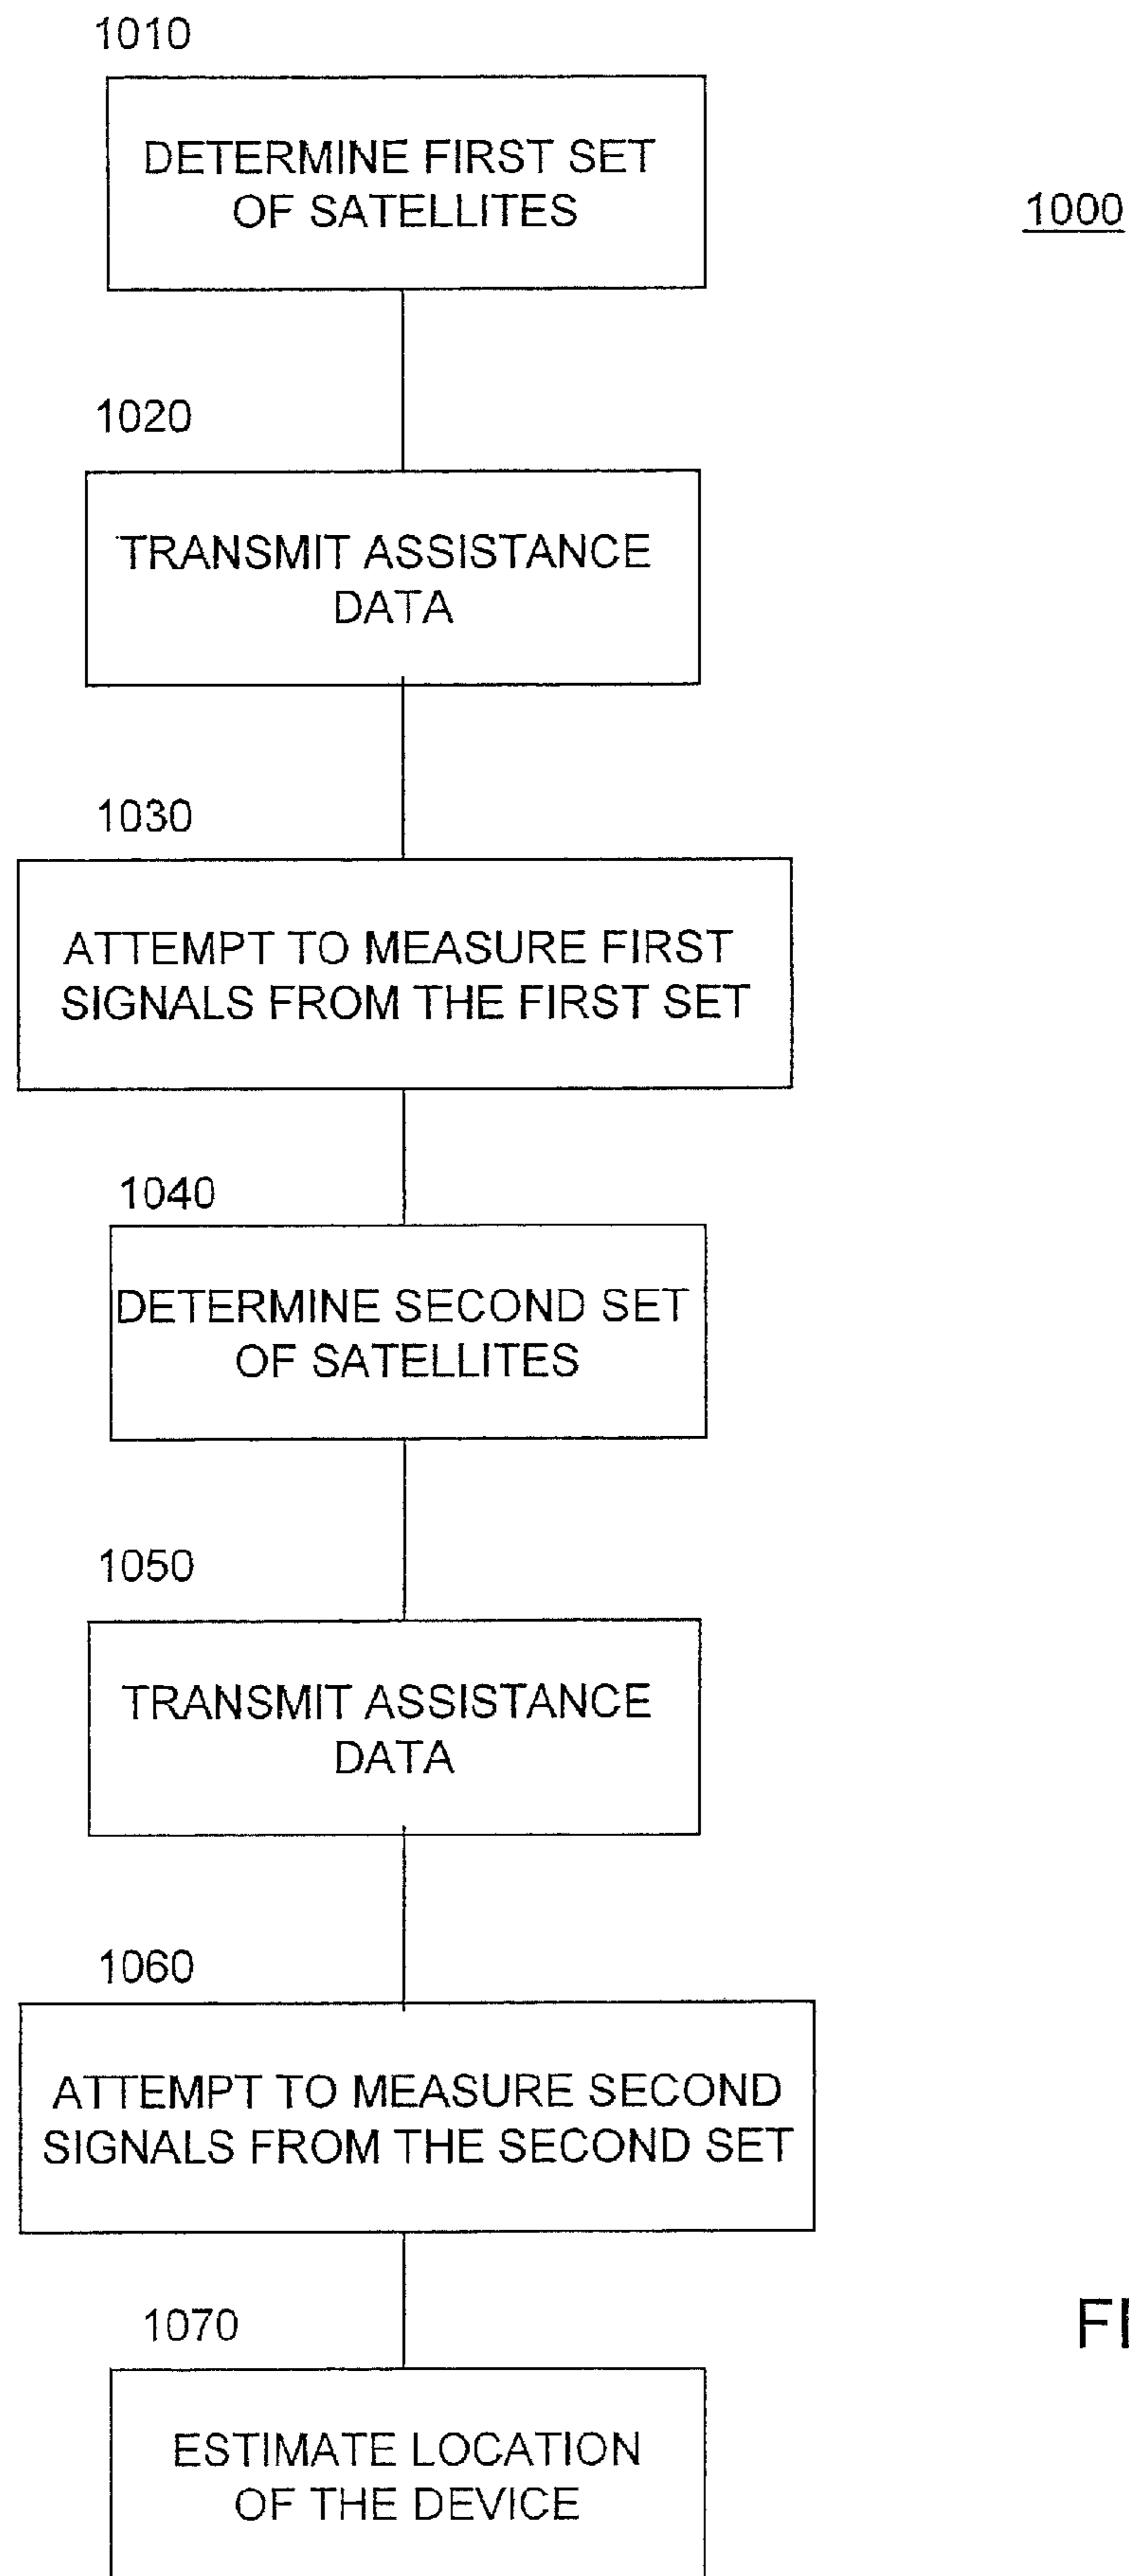 1010
DETERMINE FIRST SET
OF SATELLITES
1000
1020
TRANSMIT ASSISTANCE
DATA
1030
ATTEMPT TO MEASURE FIRST
SIGNALS FROM THE FIRST SET
1040
DETERMINE SECOND SET
OF SATELLITES
1050
TRANSMIT ASSISTANCE
DATA
1060
ATTEMPT TO MEASURE SECOND
SIGNALS FROM THE SECOND SET
1070
ESTIMATE LOCATION
OF THE DEVICE